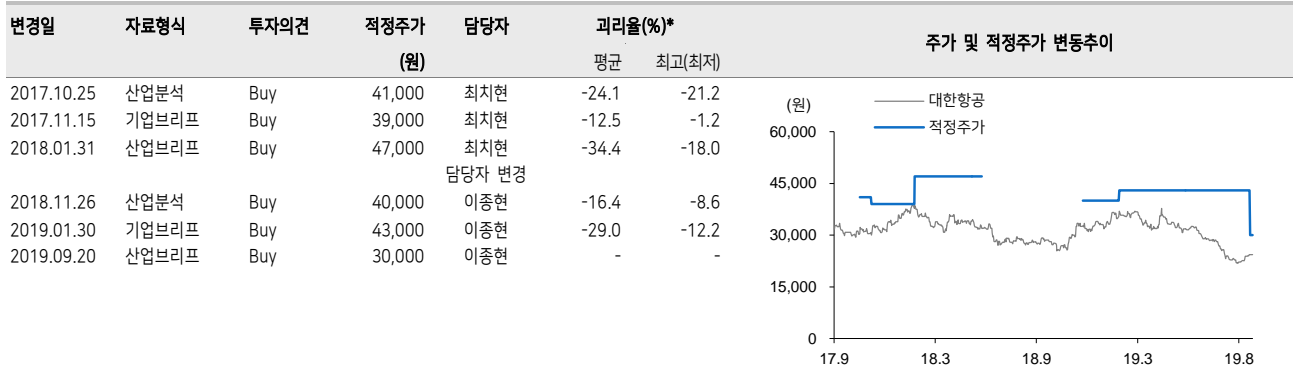 변경일 자료형식 투자의견 적정주가 담당자 괴리율(%)* 주가 및 적정주가 변동추이
(원) 평균 최고(최저)
2017.10.25 산업분석 Buy 41,000 최치현 -24.1 -21.2
2017.11.15 기업브리프 Buy 39,000 최치현 -12.5 -1.2
2018.01.31 산업브리프 Buy 47,000 최치현 -34.4 -18.0
담당자 변경
2018.11.26 산업분석 Buy 40,000 이종현 -16.4 -8.6
2019.01.30 기업브리프 Buy 43,000 이종현 -29.0 -12.2
2019.09.20 산업브리프 Buy 30,000 이종현 - -
(원)
대한항공
적정주가
60,000
45,000
30,000
15,000
0
17.9 18.3 18.9 19.3 19.8